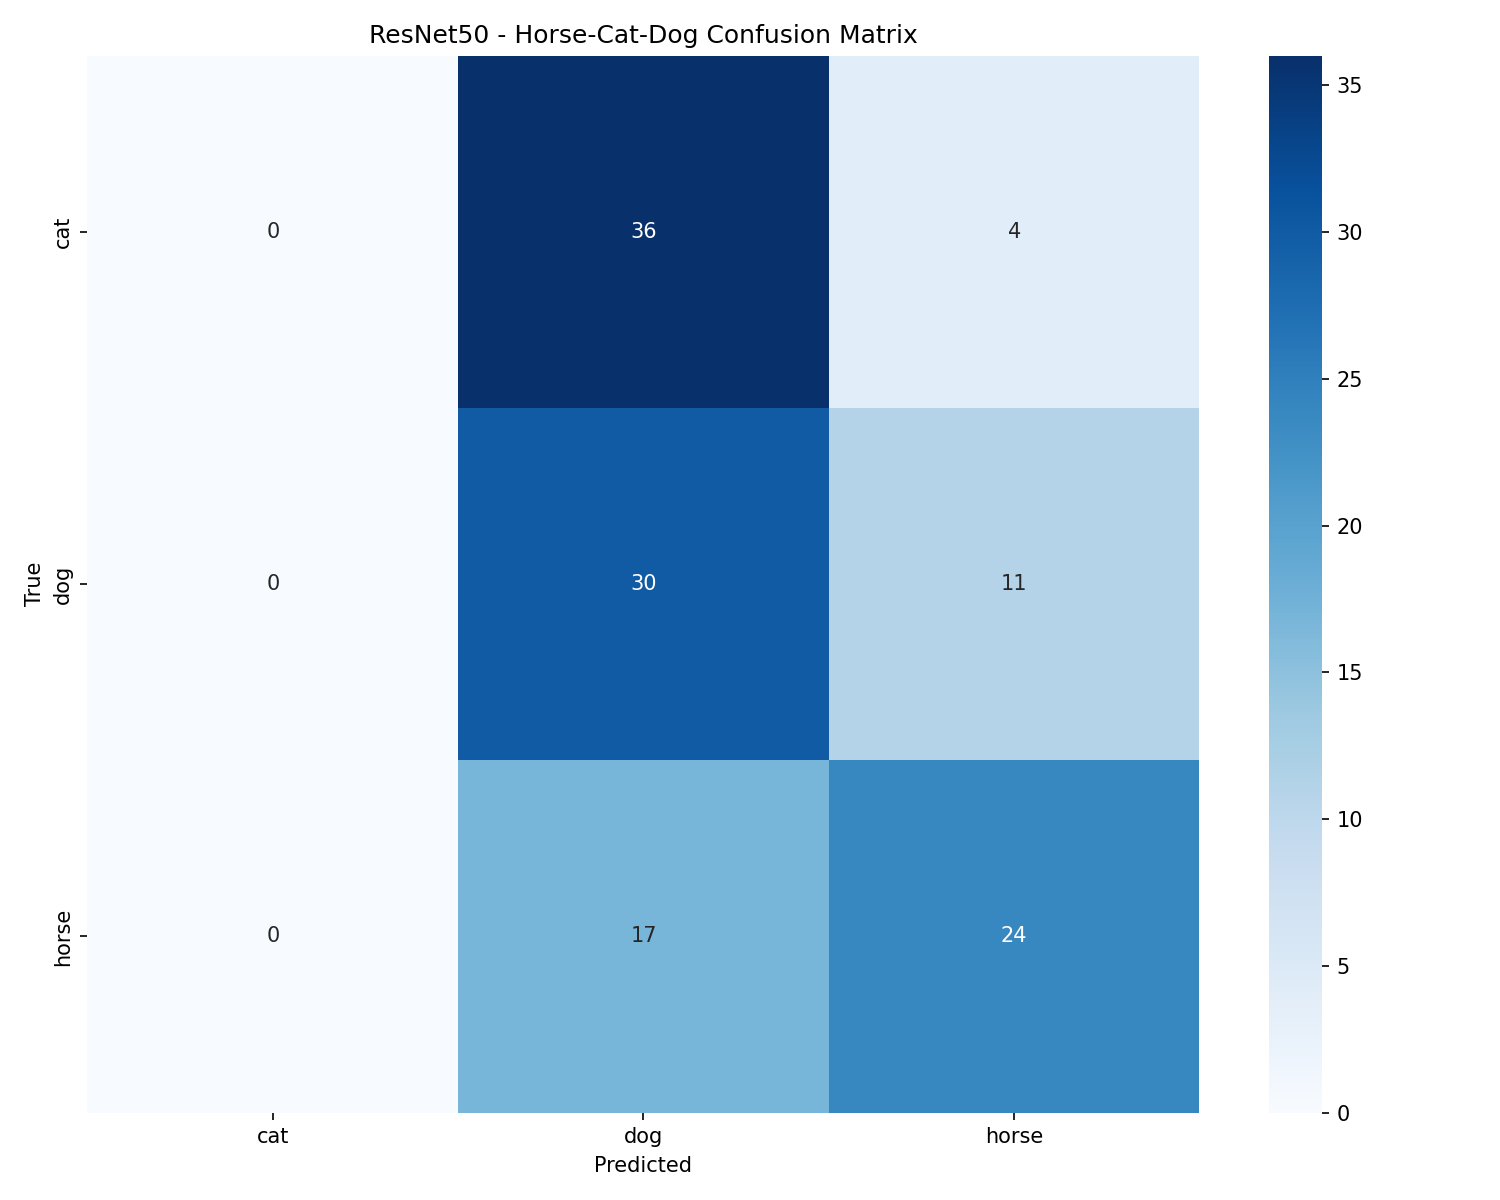 ResNet50 - Horse-Cat-Dog Confusion Matrix
True
cat
0 36 4
dog
0 30 11
horse
0 17 24
cat dog horse
Predicted
35
30
25
20
15
10
5
0